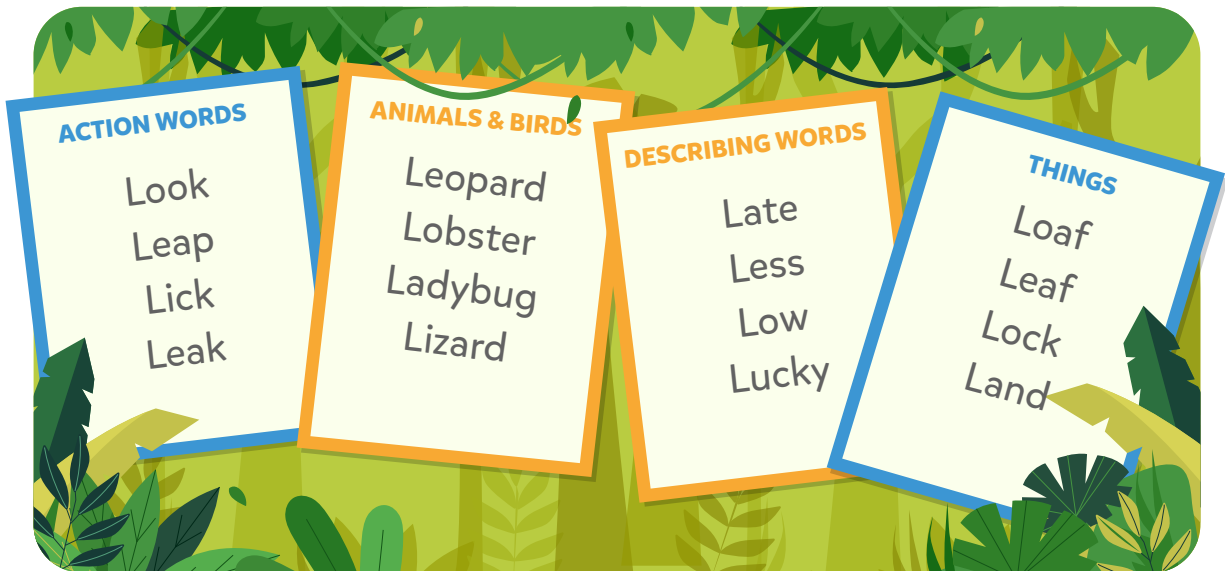 ACTION WORDS
Look
Leap
Lick
Leak
ANIMALS & BIRDS
Leopard
Lobster
Ladybug
Lizard
DESCRIBING WORDS
Late
Less
Low
Lucky
THINGS
Loaf
Leaf
Lock
Land